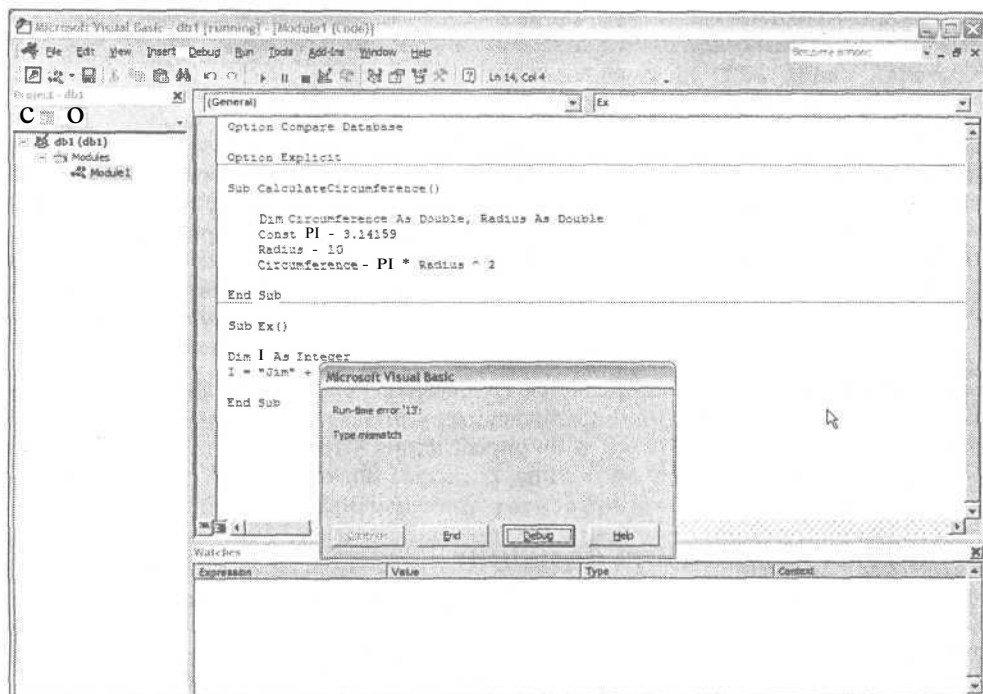 Microsoft Visual Basic - db1 [running] - [Module1 (Code)]
File Edit View Insert Debug Run Tools Add-Ins Window Help
Ln 14, Col 4
Project - db1
C O
(General) Ex
db1 (db1)
Modules
Module1
Option Compare Database
Option Explicit
Sub CalculateCircumference()
Dim Circumference As Double, Radius As Double
Const PI - 3.14159
Radius - 10
Circumference - PI * Radius ^ 2
End Sub
Sub Ex()
Dim I As Integer
I = "Jim" +
End Sub
Microsoft Visual Basic
Run-time error '13':
Type mismatch
Continue End Debug Help
Watches
Expression Value Type Context